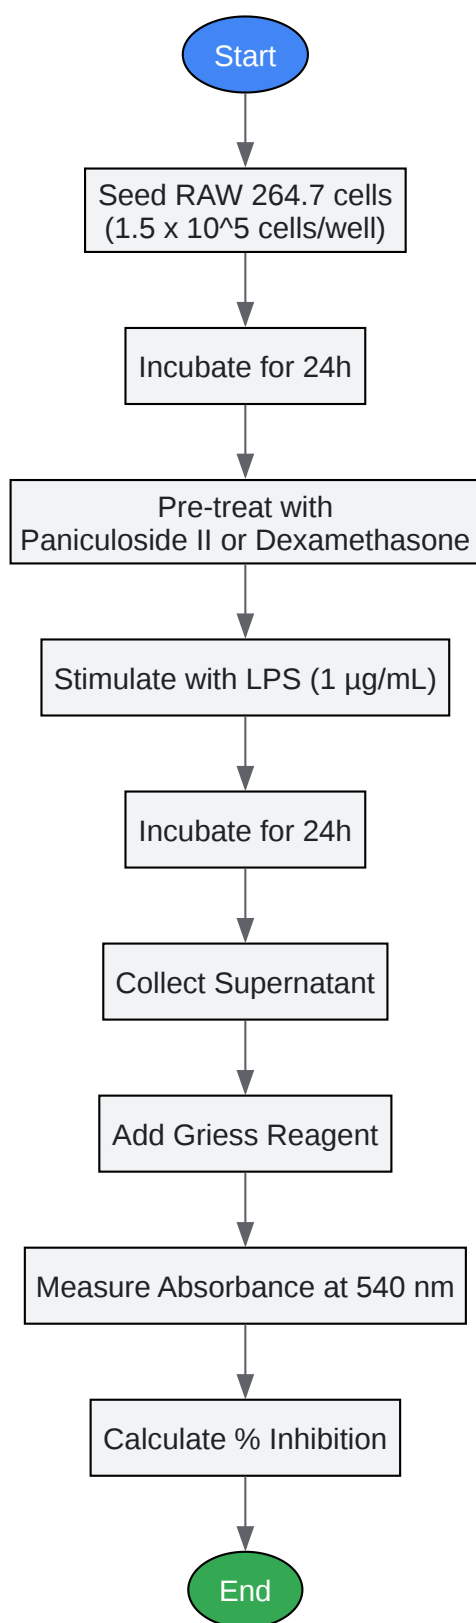 Start
Seed RAW 264.7 cells
(1.5 x 10^5 cells/well)
Incubate for 24h
Pre-treat with
Paniculoside II or Dexamethasone
Stimulate with LPS (1 µg/mL)
Incubate for 24h
Collect Supernatant
Add Griess Reagent
Measure Absorbance at 540 nm
Calculate % Inhibition
End